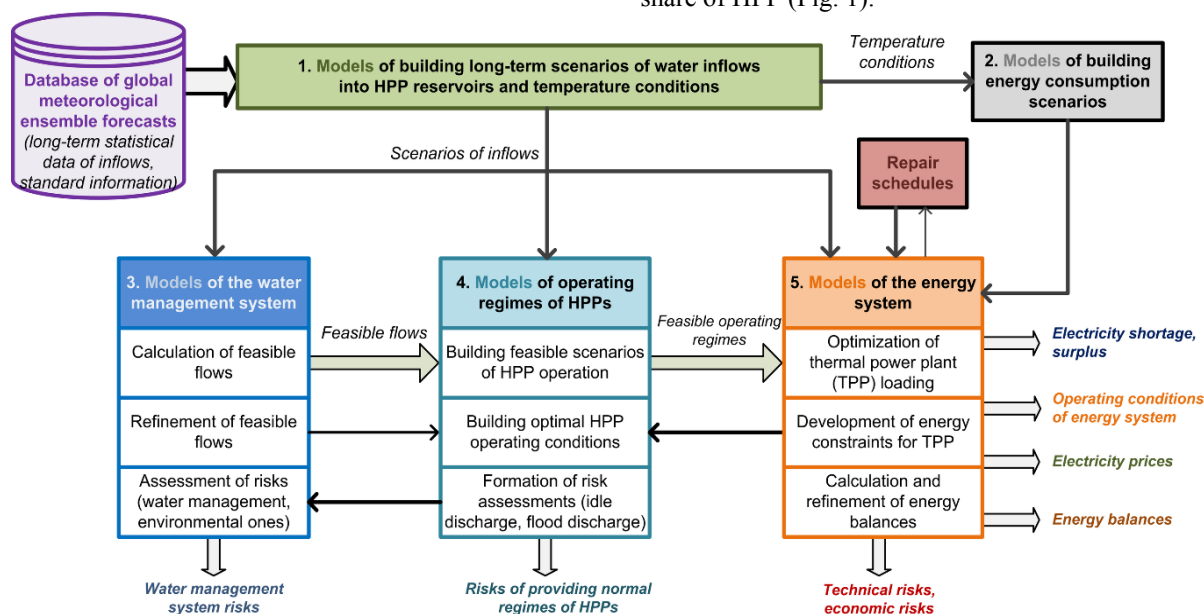 share of HPP (Fig. 1).
Database of global
meteorological
ensemble forecasts
(long-term statistical
data of inflows,
standard information)
1. Models of building long-term scenarios of water inflows
into HPP reservoirs and temperature conditions
Temperature
conditions
2. Models of building
energy consumption
scenarios
Scenarios of inflows
Repair
schedules
3. Models of the water
management system
Calculation of feasible
flows
Refinement of feasible
flows
Assessment of risks
(water management,
environmental ones)
Water management
system risks
Feasible flows
4. Models of operating
regimes of HPPs
Building feasible scenarios
of HPP operation
Building optimal HPP
operating conditions
Formation of risk
assessments (idle
discharge, flood discharge)
Risks of providing normal
regimes of HPPs
Feasible operating
regimes
5. Models of the energy
system
Optimization of
thermal power plant
(TPP) loading
Development of energy
constraints for TPP
Calculation and
refinement of energy
balances
Technical risks,
economic risks
Electricity shortage,
surplus
Operating conditions
of energy system
Electricity prices
Energy balances